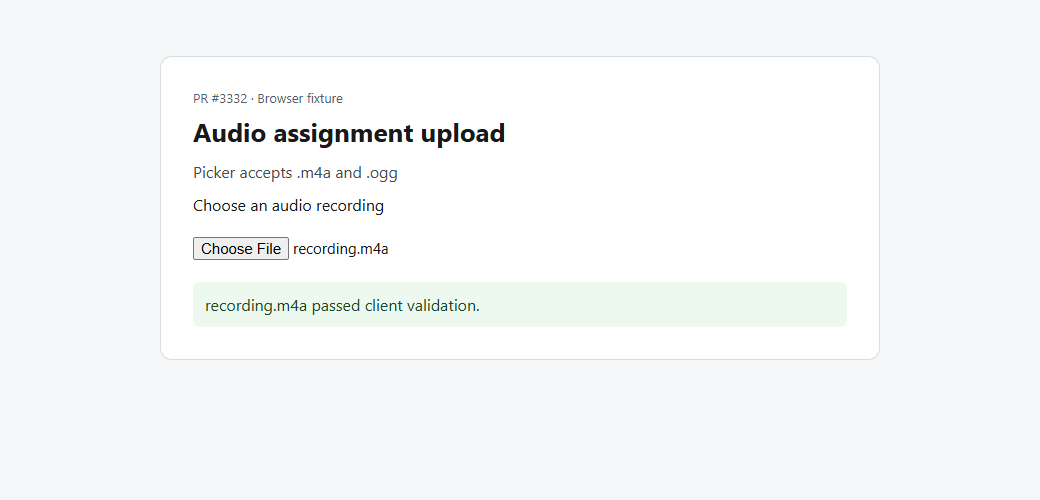 PR #3332 · Browser fixture
Audio assignment upload
Picker accepts .m4a and .ogg
Choose an audio recording
Choose File recording.m4a
recording.m4a passed client validation.